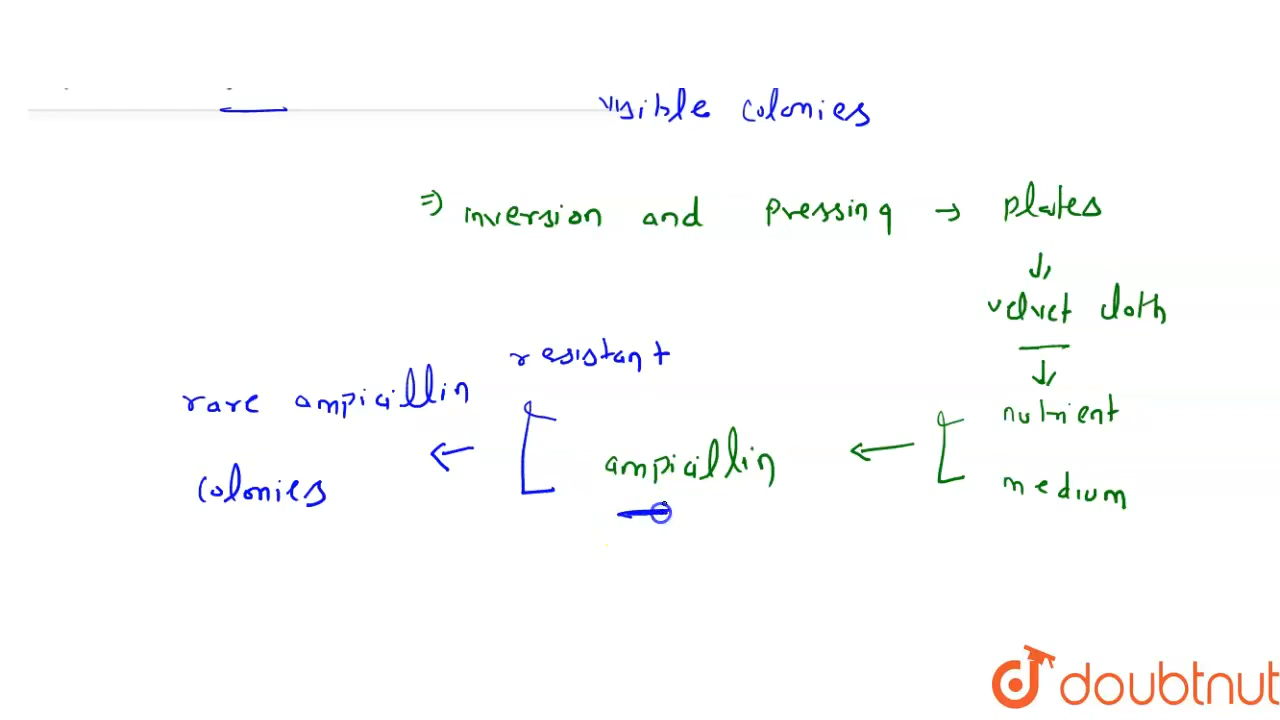 visible colonies
⇒ inversion and pressing → plates
↓
velvet cloth
↓
resistant
rare ampicillin
nutrient
← [ ampicillin ← [
colonies
medium
doubtnut